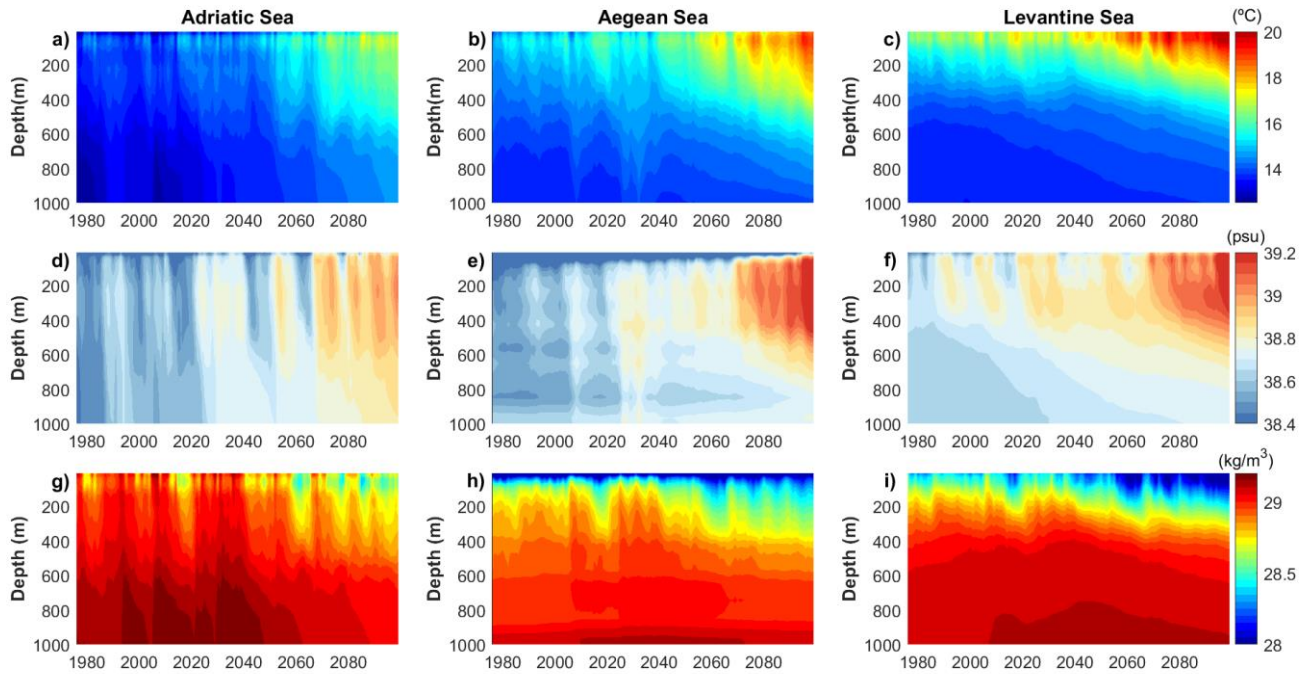 Adriatic Sea Aegean Sea Levantine Sea (ºC)
a) b) c) 20
200 200 200
Depth(m) 400 Depth(m) 400 Depth(m) 400 18
600 600 600 16
800 800 800 14
1000 1000 1000
1980 2000 2020 2040 2060 2080 1980 2000 2020 2040 2060 2080 1980 2000 2020 2040 2060 2080
(psu)
d) e) f) 39.2
200 200 200 39
Depth (m) 400 Depth (m) 400 Depth (m) 400
600 600 600 38.8
800 800 800 38.6
1000 1000 1000 38.4
1980 2000 2020 2040 2060 2080 1980 2000 2020 2040 2060 2080 1980 2000 2020 2040 2060 2080
(kg/m³)
g) h) i)
200 200 200 29
Depth (m) 400 Depth (m) 400 Depth (m) 400
600 600 600 28.5
800 800 800
1000 1000 1000 28
1980 2000 2020 2040 2060 2080 1980 2000 2020 2040 2060 2080 1980 2000 2020 2040 2060 2080